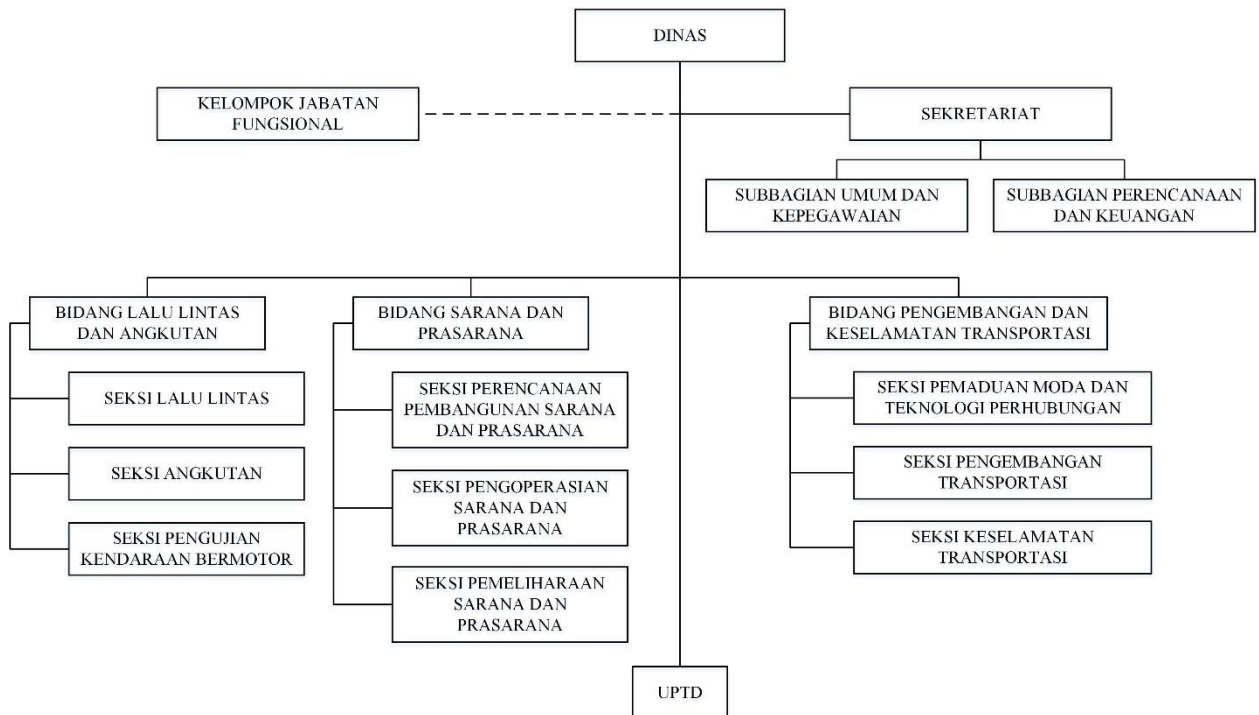 DINAS
KELOMPOK JABATAN
FUNGSIONAL
SEKRETARIAT
SUBBAGIAN UMUM DAN
KEPEGAWAIAN
SUBBAGIAN PERENCANAAN
DAN KEUANGAN
BIDANG LALU LINTAS
DAN ANGKUTAN
SEKSI LALU LINTAS
SEKSI ANGKUTAN
SEKSI PENGUJIAN
KENDARAAN BERMOTOR
BIDANG SARANA DAN
PRASARANA
SEKSI PERENCANAAN
PEMBANGUNAN SARANA
DAN PRASARANA
SEKSI PENGOPERASIAN
SARANA DAN
PRASARANA
SEKSI PEMELIHARAAN
SARANA DAN
PRASARANA
BIDANG PENGEMBANGAN DAN
KESELAMATAN TRANSPORTASI
SEKSI PEMADUAN MODA DAN
TEKNOLOGI PERHUBUNGAN
SEKSI PENGEMBANGAN
TRANSPORTASI
SEKSI KESELAMATAN
TRANSPORTASI
UPTD